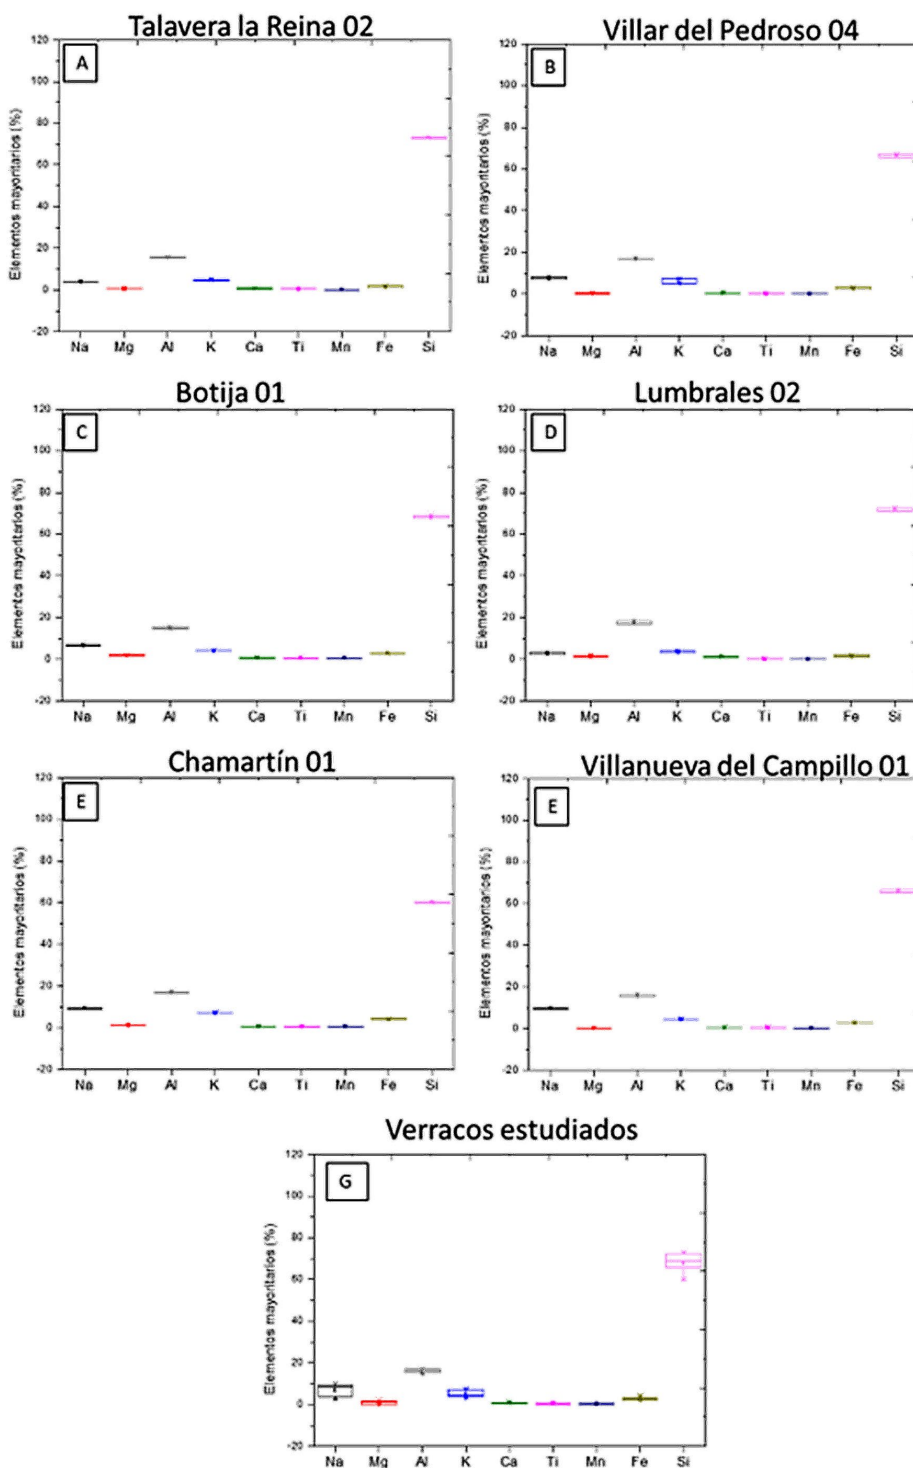 Talavera la Reina 02
A
Elementos mayoritarios (%)
120
100
80
60
40
20
0
-20
Na Mg Al K Ca Ti Mn Fe Si
Villar del Pedroso 04
B
Elementos mayoritarios (%)
120
100
80
60
40
20
0
-20
Na Mg Al K Ca Ti Mn Fe Si
Botija 01
C
Elementos mayoritarios (%)
120
100
80
60
40
20
0
-20
Na Mg Al K Ca Ti Mn Fe Si
Lumbrales 02
D
Elementos mayoritarios (%)
120
100
80
60
40
20
0
-20
Na Mg Al K Ca Ti Mn Fe Si
Chamartín 01
E
Elementos mayoritarios (%)
120
100
80
60
40
20
0
-20
Na Mg Al K Ca Ti Mn Fe Si
Villanueva del Campillo 01
E
Elementos mayoritarios (%)
120
100
80
60
40
20
0
-20
Na Mg Al K Ca Ti Mn Fe Si
Verracos estudiados
G
Elementos mayoritarios (%)
120
100
80
60
40
20
0
-20
Na Mg Al K Ca Ti Mn Fe Si